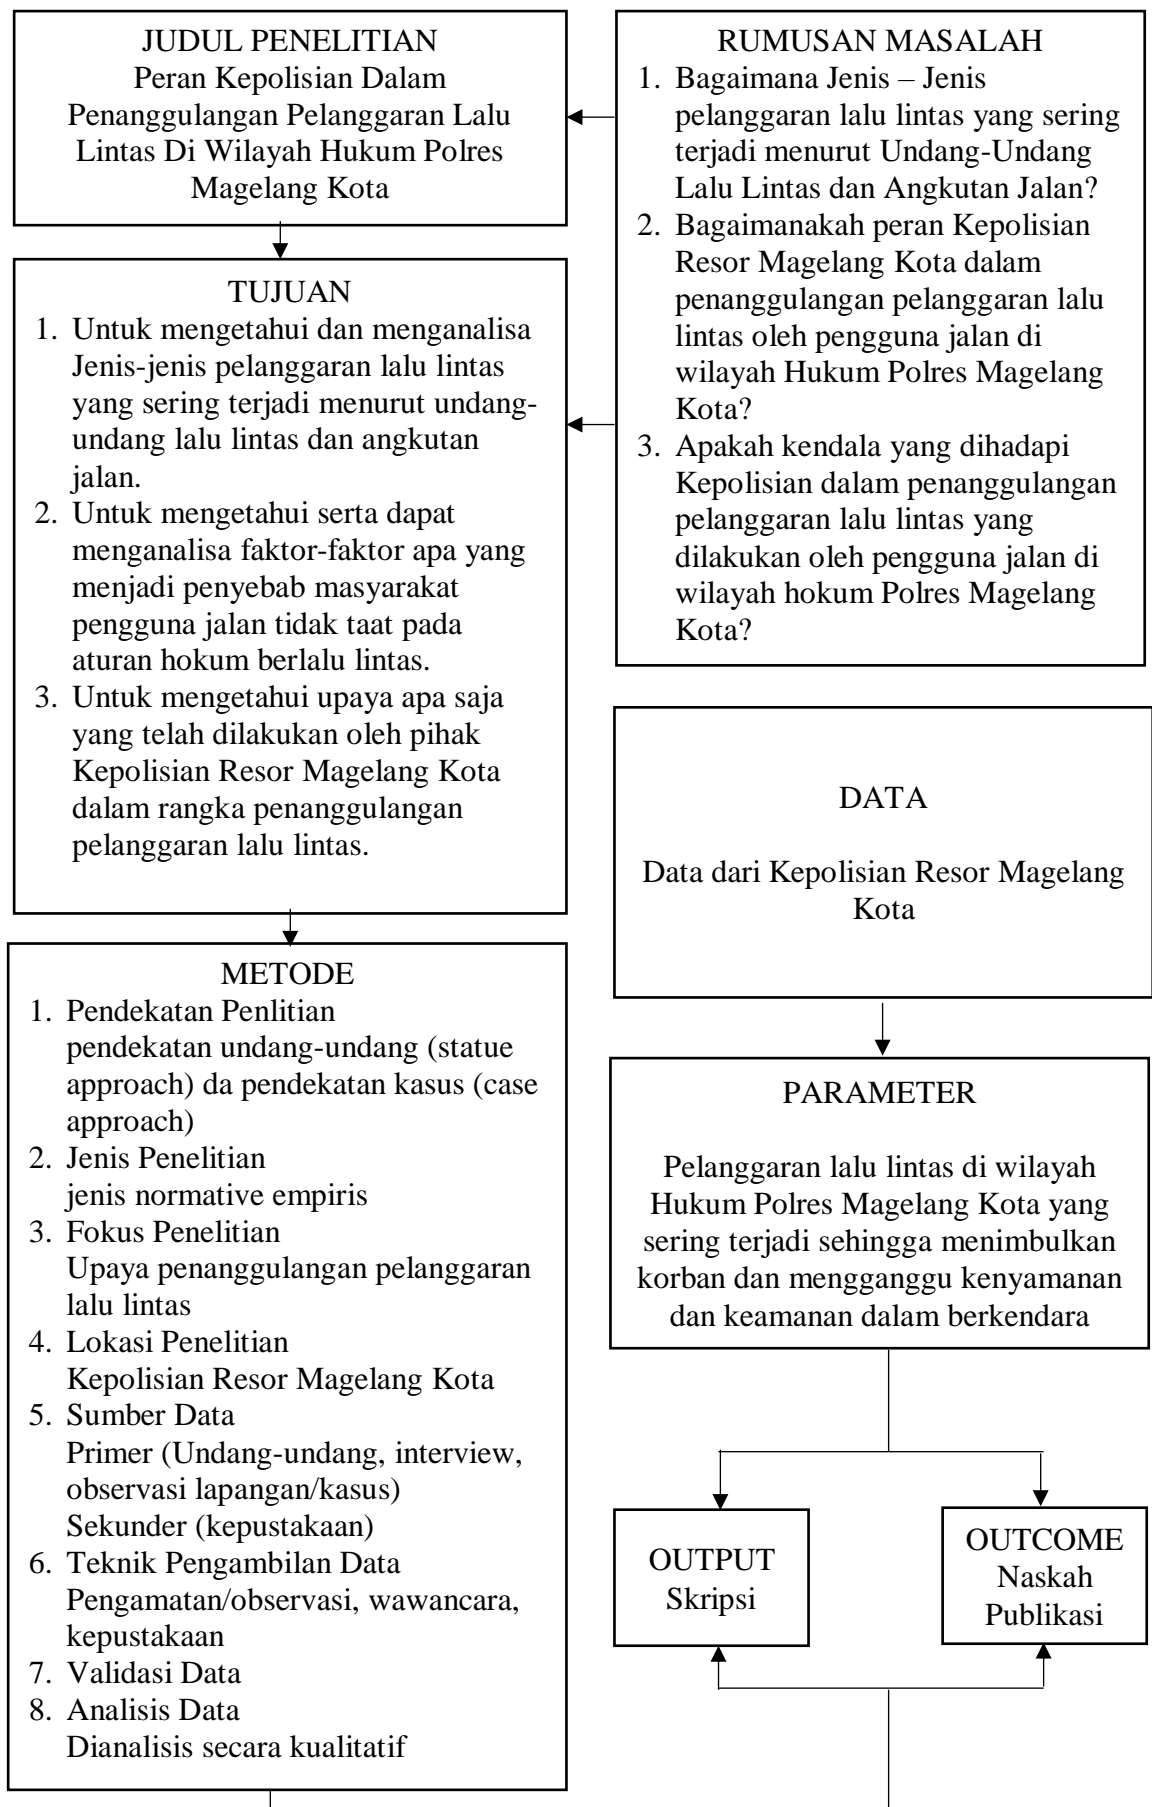 JUDUL PENELITIAN
Peran Kepolisian Dalam
Penanggulangan Pelanggaran Lalu
Lintas Di Wilayah Hukum Polres
Magelang Kota
RUMUSAN MASALAH
1. Bagaimana Jenis – Jenis
pelanggaran lalu lintas yang sering
terjadi menurut Undang-Undang
Lalu Lintas dan Angkutan Jalan?
2. Bagaimanakah peran Kepolisian
Resor Magelang Kota dalam
penanggulangan pelanggaran lalu
lintas oleh pengguna jalan di
wilayah Hukum Polres Magelang
Kota?
3. Apakah kendala yang dihadapi
Kepolisian dalam penanggulangan
pelanggaran lalu lintas yang
dilakukan oleh pengguna jalan di
wilayah hokum Polres Magelang
Kota?
TUJUAN
1. Untuk mengetahui dan menganalisa
Jenis-jenis pelanggaran lalu lintas
yang sering terjadi menurut undang-
undang lalu lintas dan angkutan
jalan.
2. Untuk mengetahui serta dapat
menganalisa faktor-faktor apa yang
menjadi penyebab masyarakat
pengguna jalan tidak taat pada
aturan hokum berlalu lintas.
3. Untuk mengetahui upaya apa saja
yang telah dilakukan oleh pihak
Kepolisian Resor Magelang Kota
dalam rangka penanggulangan
pelanggaran lalu lintas.
DATA
Data dari Kepolisian Resor Magelang
Kota
METODE
1. Pendekatan Penlitian
pendekatan undang-undang (statue
approach) da pendekatan kasus (case
approach)
2. Jenis Penelitian
jenis normative empiris
3. Fokus Penelitian
Upaya penanggulangan pelanggaran
lalu lintas
4. Lokasi Penelitian
Kepolisian Resor Magelang Kota
5. Sumber Data
Primer (Undang-undang, interview,
observasi lapangan/kasus)
Sekunder (kepustakaan)
6. Teknik Pengambilan Data
Pengamatan/observasi, wawancara,
kepustakaan
7. Validasi Data
8. Analisis Data
Dianalisis secara kualitatif
PARAMETER
Pelanggaran lalu lintas di wilayah
Hukum Polres Magelang Kota yang
sering terjadi sehingga menimbulkan
korban dan mengganggu kenyamanan
dan keamanan dalam berkendara
OUTPUT
Skripsi
OUTCOME
Naskah
Publikasi